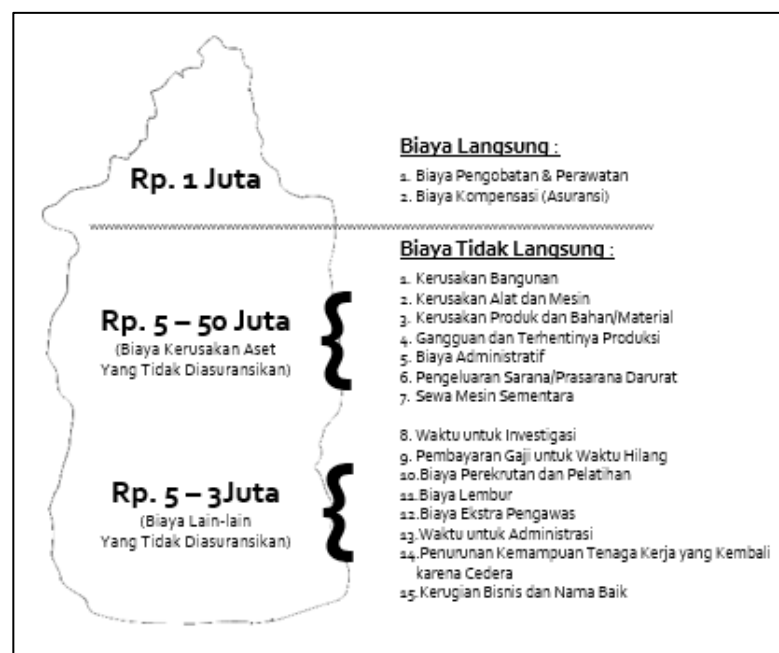 Rp. 1 Juta
Biaya Langsung :
1. Biaya Pengobatan & Perawatan
2. Biaya Kompensasi (Asuransi)
Biaya Tidak Langsung :
Rp. 5 – 50 Juta
(Biaya Kerusakan Aset
Yang Tidak Diasuransikan)
1. Kerusakan Bangunan
2. Kerusakan Alat dan Mesin
3. Kerusakan Produk dan Bahan/Material
4. Gangguan dan Terhentinya Produksi
5. Biaya Administratif
6. Pengeluaran Sarana/Prasarana Darurat
7. Sewa Mesin Sementara
Rp. 5 – 3Juta
(Biaya Lain-lain
Yang Tidak Diasuransikan)
8. Waktu untuk Investigasi
9. Pembayaran Gaji untuk Waktu Hilang
10.Biaya Perekrutan dan Pelatihan
11.Biaya Lembur
12.Biaya Ekstra Pengawas
13.Waktu untuk Administrasi
14.Penurunan Kemampuan Tenaga Kerja yang Kembali
karena Cedera
15.Kerugian Bisnis dan Nama Baik